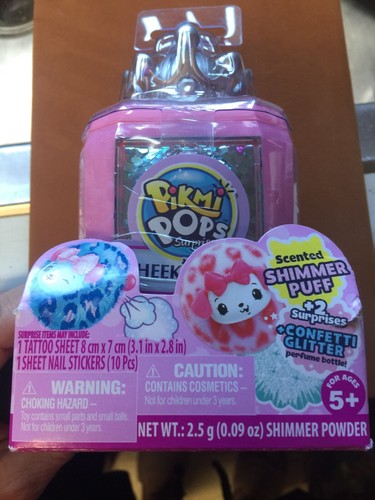 PIKMI
POPS
Surpri
HEEK
Scented
SHIMMER
PUFF
+2
Surprises
+CONFETTI
GLITTER
perfume bottle!
SURPRISE ITEMS MAY INCLUDE:
1 TATTOO SHEET 8 cm x 7 cm (3.1 in x 2.8 in)
1 SHEET NAIL STICKERS (10 Pcs)
WARNING:
CHOKING HAZARD –
Toy contains small parts and small balls.
Not for children under 3 years.
CAUTION:
CONTAINS COSMETICS –
Not for children under 3 years.
FOR AGES
5+
NET WT.: 2.5 g (0.09 oz) SHIMMER POWDER